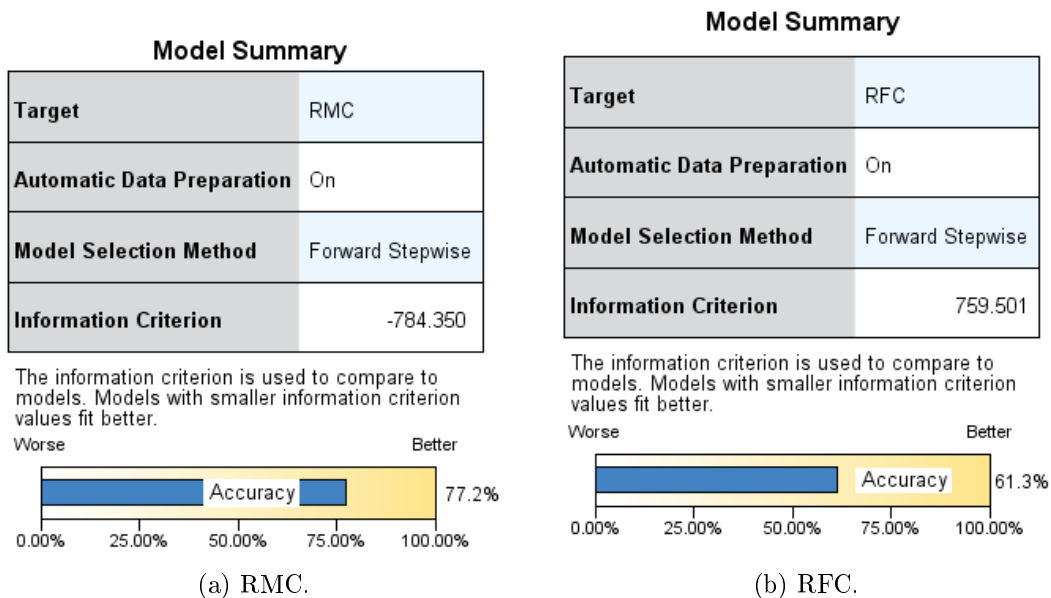 Model Summary
Target RMC
Automatic Data Preparation On
Model Selection Method Forward Stepwise
Information Criterion -784.350
The information criterion is used to compare to
models. Models with smaller information criterion
values fit better.
Worse Better
Accuracy 77.2%
0.00% 25.00% 50.00% 75.00% 100.00%
(a) RMC.
Model Summary
Target RFC
Automatic Data Preparation On
Model Selection Method Forward Stepwise
Information Criterion 759.501
The information criterion is used to compare to
models. Models with smaller information criterion
values fit better.
Worse Better
Accuracy 61.3%
0.00% 25.00% 50.00% 75.00% 100.00%
(b) RFC.